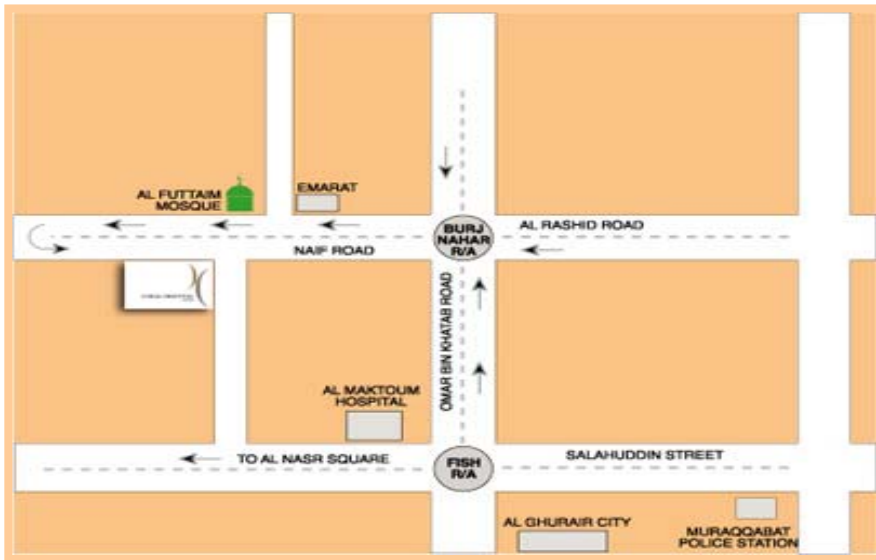 EMARAT
AL FUTTAIM
MOSQUE
BURJ
NAHAR
R/A
AL RASHID ROAD
NAIF ROAD
OMAR BIN KHATAB ROAD
AL MAKTOUM
HOSPITAL
TO AL NASR SQUARE
FISH
R/A
SALAHUDDIN STREET
AL GHURAIR CITY
MURAQQABAT
POLICE STATION